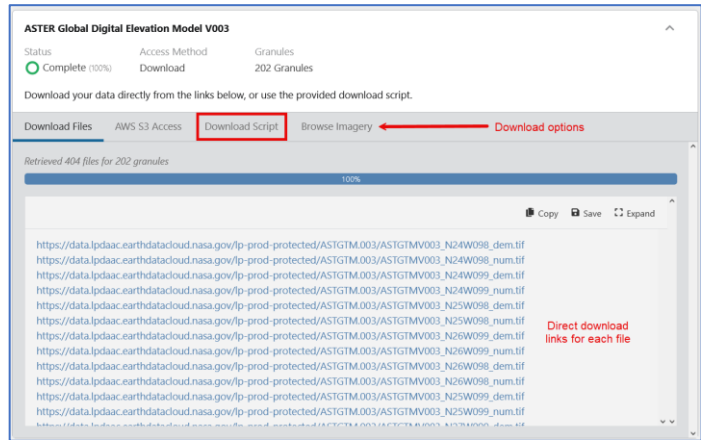 ASTER Global Digital Elevation Model V003
Status Access Method Granules
Complete (100%) Download 202 Granules
Download your data directly from the links below, or use the provided download script.
Download Files AWS S3 Access Download Script Browse Imagery Download options
Retrieved 404 files for 202 granules
100%
Copy Save Expand
https://data.lpdaac.earthdatacloud.nasa.gov/lp-prod-protected/ASTGTM.003/ASTGTMV003_N24W098_dem.tif
https://data.lpdaac.earthdatacloud.nasa.gov/lp-prod-protected/ASTGTM.003/ASTGTMV003_N24W098_num.tif
https://data.lpdaac.earthdatacloud.nasa.gov/lp-prod-protected/ASTGTM.003/ASTGTMV003_N24W099_dem.tif
https://data.lpdaac.earthdatacloud.nasa.gov/lp-prod-protected/ASTGTM.003/ASTGTMV003_N24W099_num.tif
https://data.lpdaac.earthdatacloud.nasa.gov/lp-prod-protected/ASTGTM.003/ASTGTMV003_N25W098_dem.tif
https://data.lpdaac.earthdatacloud.nasa.gov/lp-prod-protected/ASTGTM.003/ASTGTMV003_N25W098_num.tif
https://data.lpdaac.earthdatacloud.nasa.gov/lp-prod-protected/ASTGTM.003/ASTGTMV003_N26W099_dem.tif
https://data.lpdaac.earthdatacloud.nasa.gov/lp-prod-protected/ASTGTM.003/ASTGTMV003_N26W099_num.tif
https://data.lpdaac.earthdatacloud.nasa.gov/lp-prod-protected/ASTGTM.003/ASTGTMV003_N26W098_dem.tif
https://data.lpdaac.earthdatacloud.nasa.gov/lp-prod-protected/ASTGTM.003/ASTGTMV003_N26W098_num.tif
https://data.lpdaac.earthdatacloud.nasa.gov/lp-prod-protected/ASTGTM.003/ASTGTMV003_N25W099_dem.tif
https://data.lpdaac.earthdatacloud.nasa.gov/lp-prod-protected/ASTGTM.003/ASTGTMV003_N25W099_num.tif
Direct download
links for each file